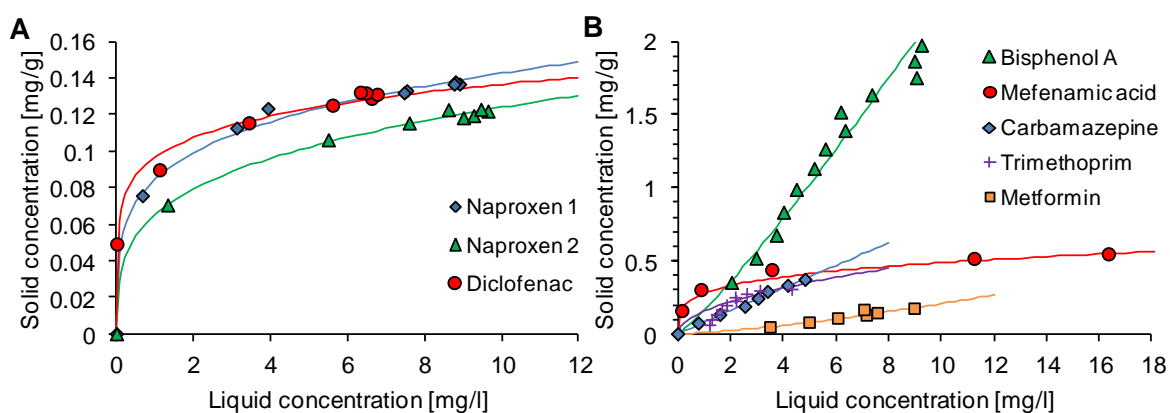 A
Solid concentration [mg/g]
0.16
0.14
0.12
0.1
0.08
0.06
0.04
0.02
0
0
2
4
6
8
10
12
Liquid concentration [mg/l]
Naproxen 1
Naproxen 2
Diclofenac
B
Solid concentration [mg/g]
2
1.5
1
0.5
0
0
2
4
6
8
10
12
14
16
18
Liquid concentration [mg/l]
Bisphenol A
Mefenamic acid
Carbamazepine
Trimethoprim
Metformin